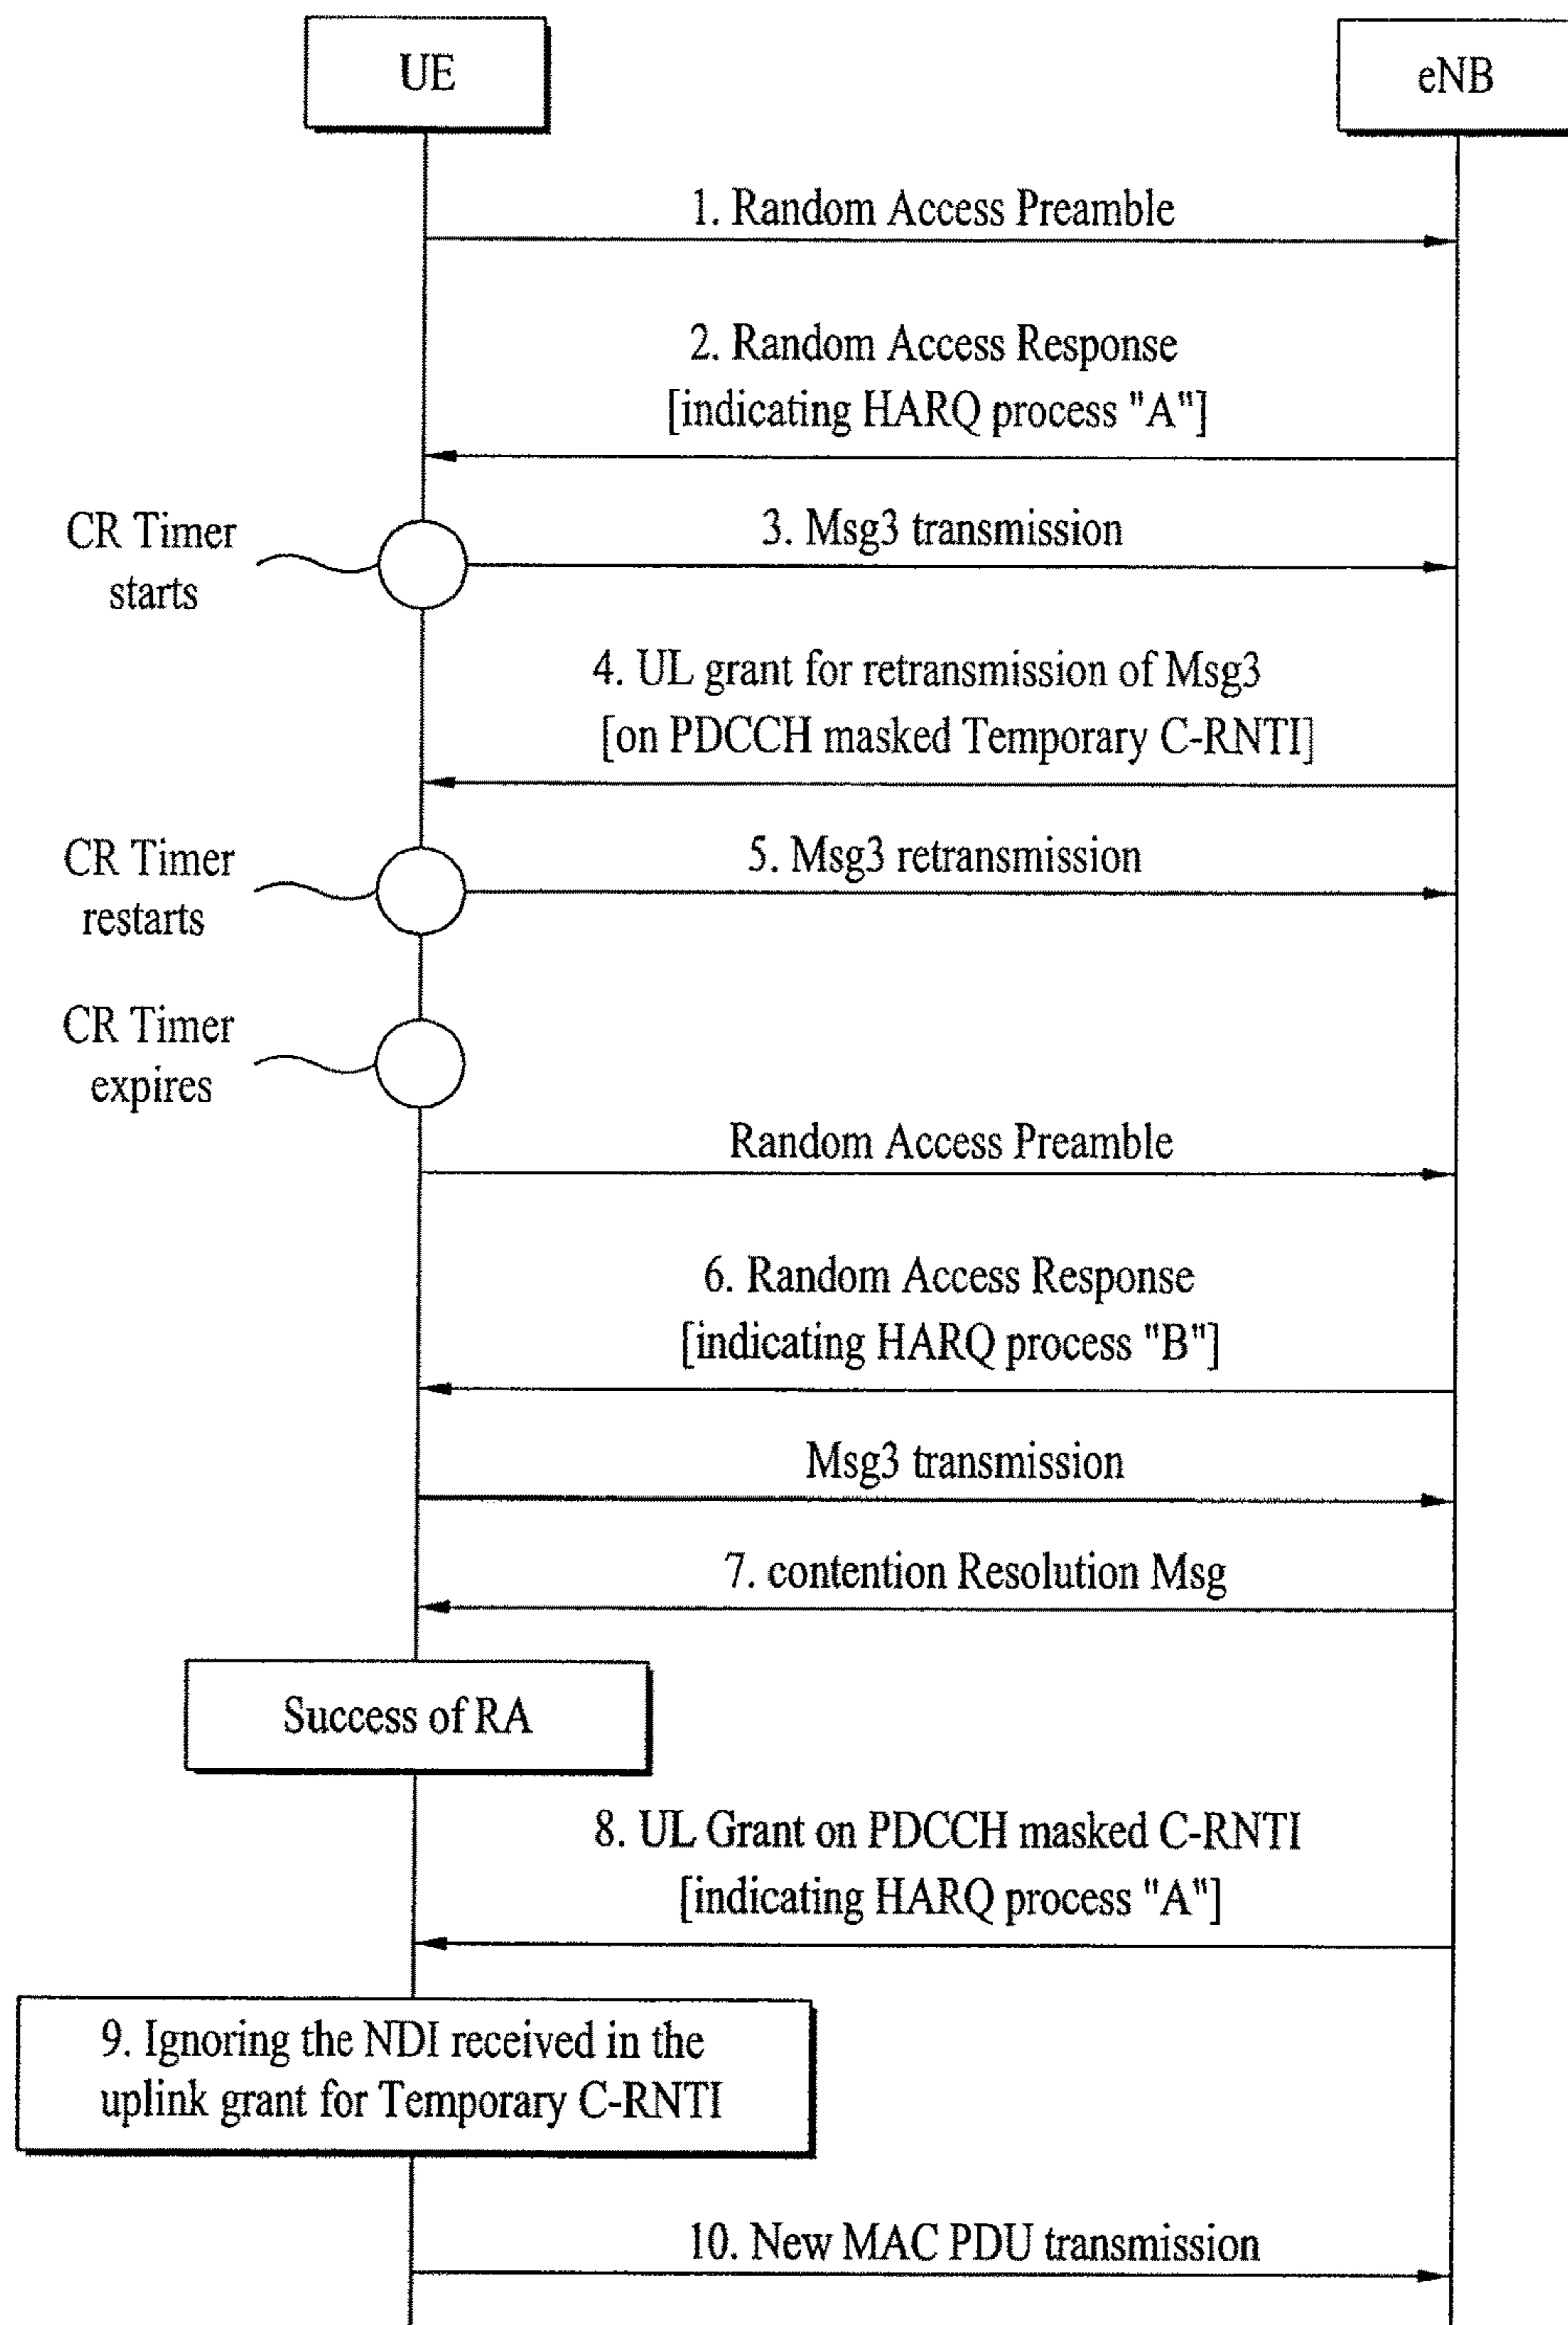 UE
eNB
1. Random Access Preamble
2. Random Access Response
[indicating HARQ process "A"]
CR Timer
starts
3. Msg3 transmission
4. UL grant for retransmission of Msg3
[on PDCCH masked Temporary C-RNTI]
CR Timer
restarts
5. Msg3 retransmission
CR Timer
expires
Random Access Preamble
6. Random Access Response
[indicating HARQ process "B"]
Msg3 transmission
7. contention Resolution Msg
Success of RA
8. UL Grant on PDCCH masked C-RNTI
[indicating HARQ process "A"]
9. Ignoring the NDI received in the
uplink grant for Temporary C-RNTI
10. New MAC PDU transmission